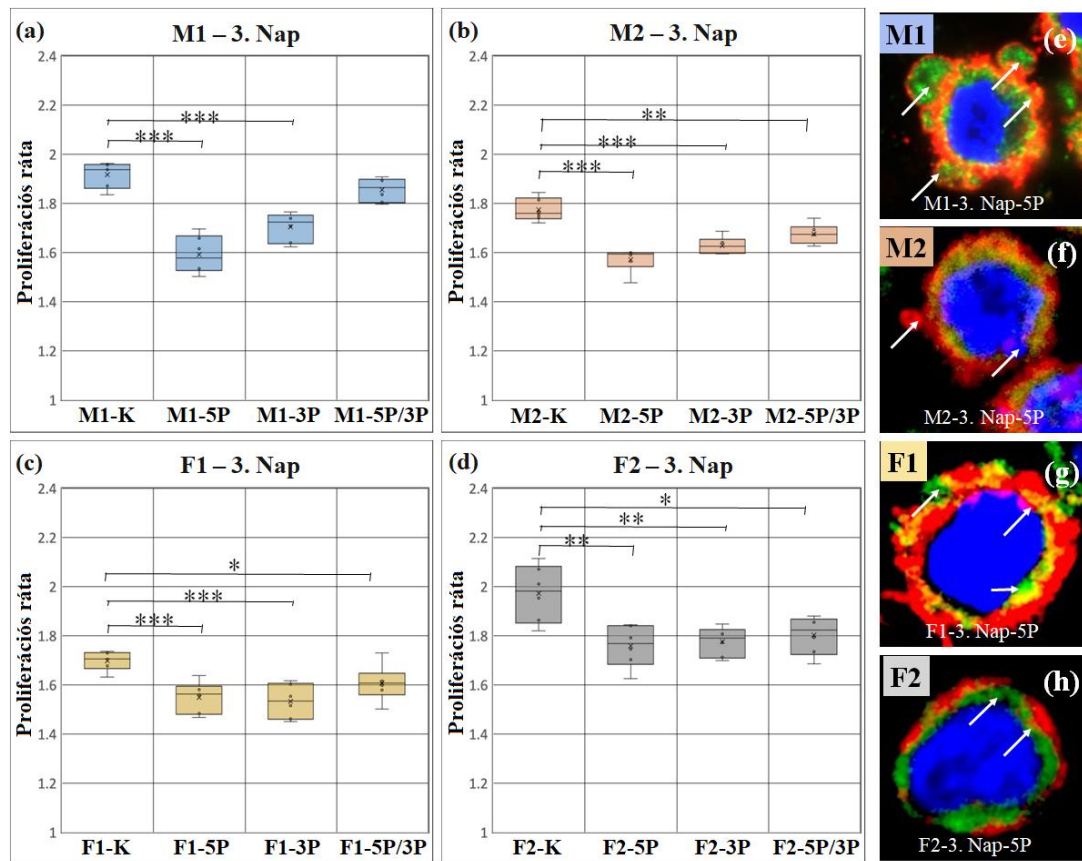 (a) M1 – 3. Nap
Proliferációs ráta
2.4
2.2
2
1.8
1.6
1.4
1.2
1
***
***
M1-K M1-5P M1-3P M1-5P/3P
(b) M2 – 3. Nap
Proliferációs ráta
2.4
2.2
2
1.8
1.6
1.4
1.2
1
**
***
***
M2-K M2-5P M2-3P M2-5P/3P
(c) F1 – 3. Nap
Proliferációs ráta
2.4
2.2
2
1.8
1.6
1.4
1.2
1
*
***
***
F1-K F1-5P F1-3P F1-5P/3P
(d) F2 – 3. Nap
Proliferációs ráta
2.4
2.2
2
1.8
1.6
1.4
1.2
1
*
**
**
F2-K F2-5P F2-3P F2-5P/3P
M1 (e)
M1-3. Nap-5P
M2 (f)
M2-3. Nap-5P
F1 (g)
F1-3. Nap-5P
F2 (h)
F2-3. Nap-5P